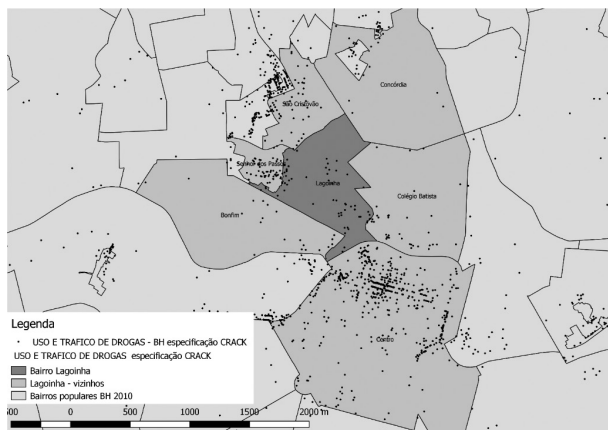 Concórdia
São Cristóvão
Senhor dos Passos
Lagoinha
Colégio Batista
Bonfim
Centro
Legenda
USO E TRAFICO DE DROGAS - BH especificação CRACK
USO E TRAFICO DE DROGAS especificação CRACK
Bairro Lagoinha
Lagoinha - vizinhos
Bairros populares BH 2010
500 0 500 1000 1500 2000 m